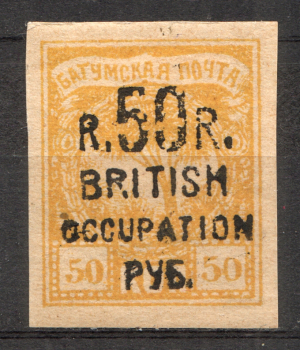 БАТУМСКАЯ ПОЧТА
R.50R.
BRITISH
OCCUPATION
50 50
РУБ.